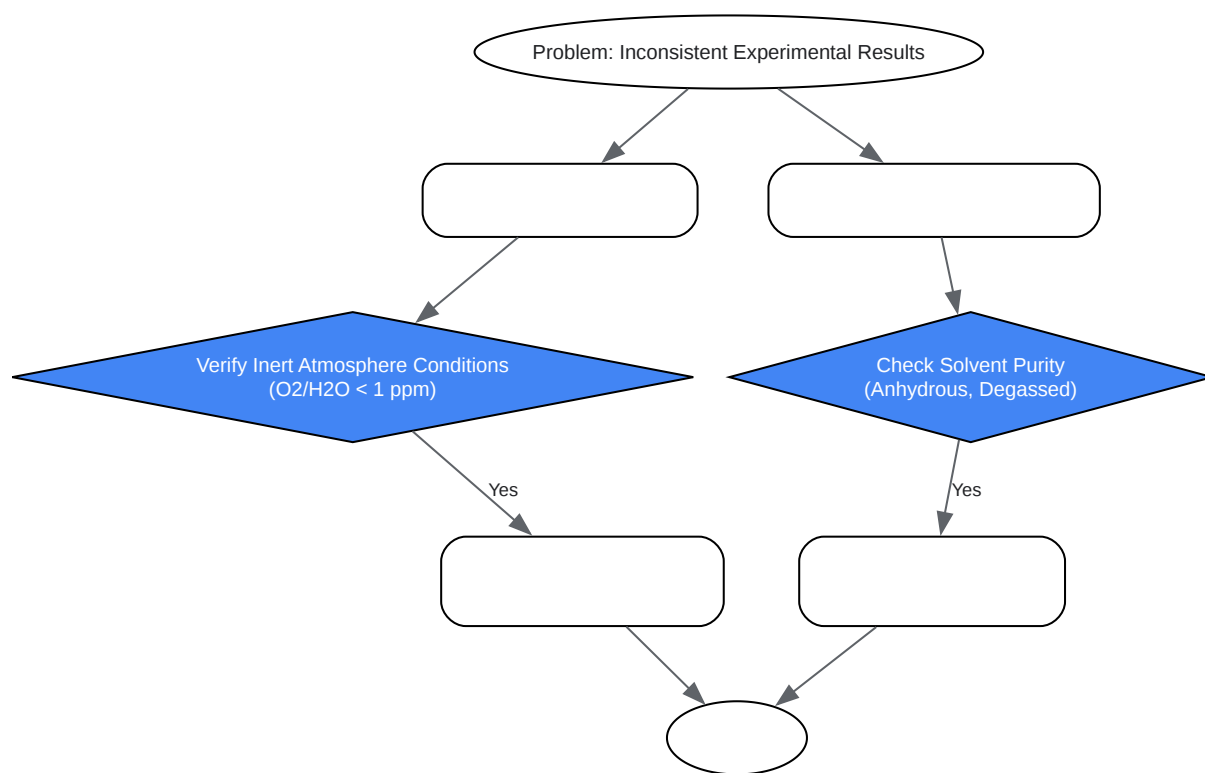 Problem: Inconsistent Experimental Results
Verify Inert Atmosphere Conditions
(O2/H2O < 1 ppm)
Check Solvent Purity
(Anhydrous, Degassed)
Yes
Yes